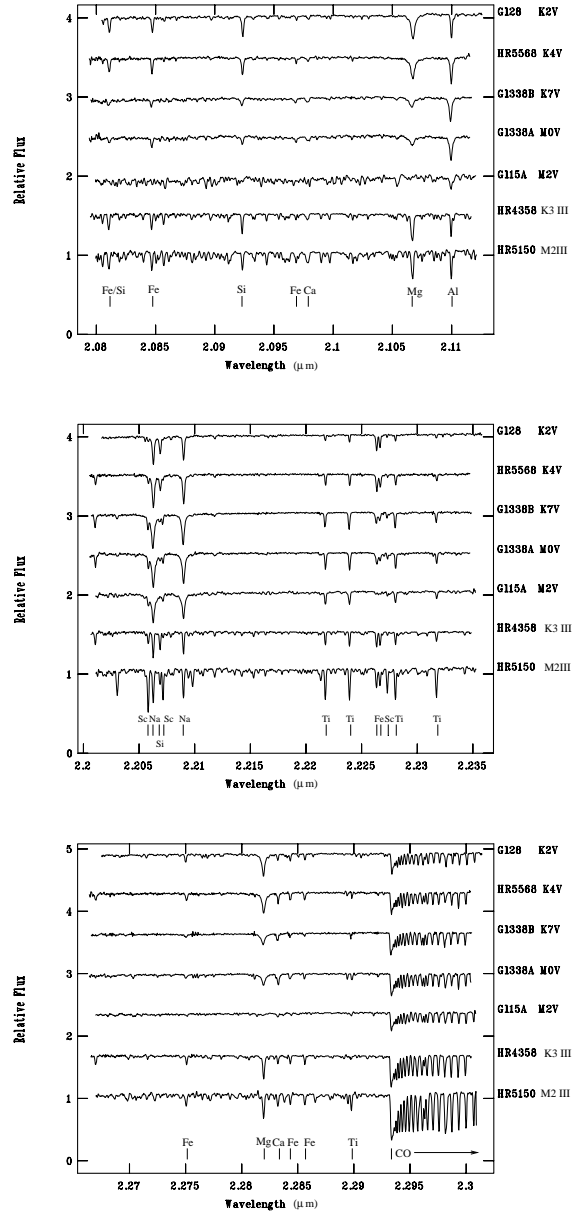 4
3
2
1
0
Relative Flux
G128 K2V
HR5568 K4V
G1338B K7V
G1338A M0V
G115A M2V
HR4358 K3 III
HR5150 M2III
Fe/Si Fe Si Fe Ca Mg Al
2.08 2.085 2.09 2.095 2.1 2.105 2.11
Wavelength (μm)
4
3
2
1
0
Relative Flux
G128 K2V
HR5568 K4V
G1338B K7V
G1338A M0V
G115A M2V
HR4358 K3 III
HR5150 M2III
Sc Na Sc Na Ti Ti Fe Sc Ti Ti
Si
2.2 2.205 2.21 2.215 2.22 2.225 2.23 2.235
Wavelength (μm)
5
4
3
2
1
0
Relative Flux
G128 K2V
HR5568 K4V
G1338B K7V
G1338A M0V
G115A M2V
HR4358 K3 III
HR5150 M2 III
Fe Mg Ca Fe Fe Ti CO
2.27 2.275 2.28 2.285 2.29 2.295 2.3
Wavelength (μm)